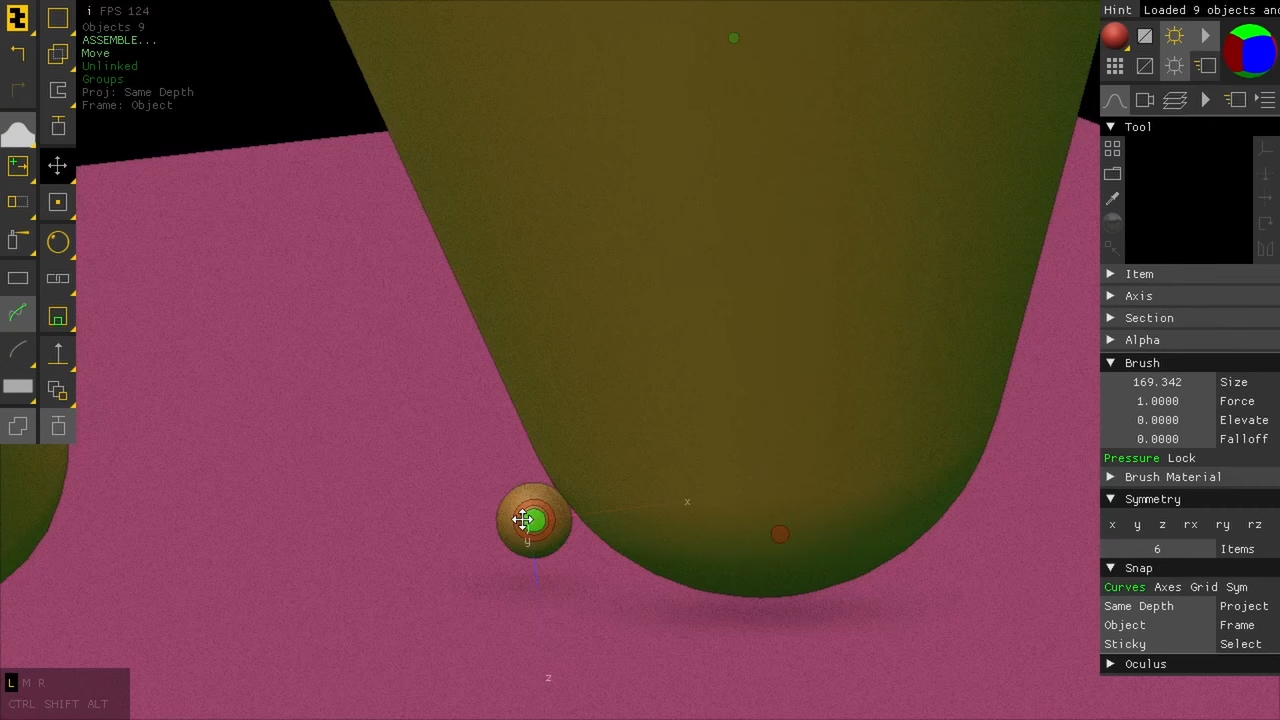 i FPS 124
Objects 9
ASSEMBLE...
Move
Unlinked
Groups
Proj: Same Depth
Frame: Object
Hint Loaded 9 objects an
Tool
Item
Axis
Section
Alpha
Brush
169.342 Size
1.0000 Force
0.0000 Elevate
0.0000 Falloff
Pressure Lock
Brush Material
Symmetry
x y z rx ry rz
6 Items
Snap
Curves Axes Grid Sym
Same Depth Project
Object Frame
Sticky Select
Oculus
x
y
z
L M R
CTRL SHIFT ALT